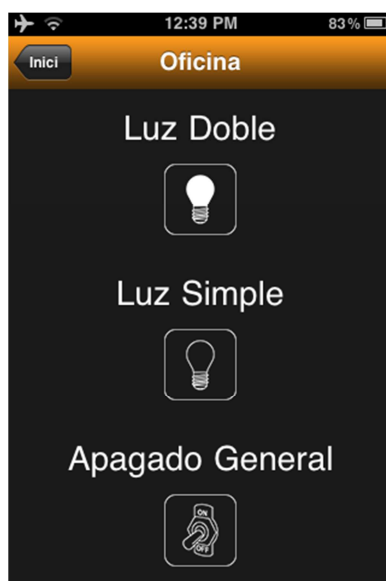 12:39 PM 83%
Inici Oficina
Luz Doble
Luz Simple
Apagado General
ON
OFF